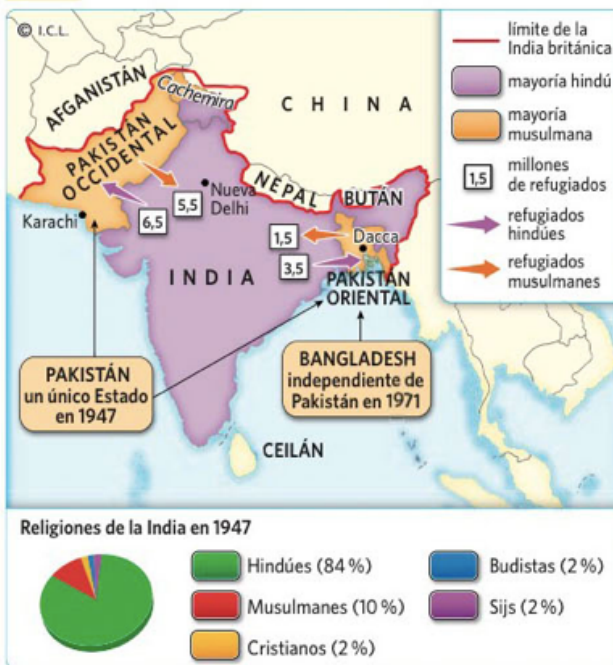 © I.C.L.
AFGANISTÁN
Cachemira
CHINA
PAKISTÁN
OCCIDENTAL
NEPAL
BUTÁN
Nueva
Delhi
Karachi
6,5
5,5
1,5
3,5
Dacca
INDIA
PAKISTÁN
ORIENTAL
PAKISTÁN
un único Estado
en 1947
BANGLADESH
independiente de
Pakistán en 1971
CEILÁN
límite de la
India británica
mayoría hindú
mayoría
musulmana
1,5
millones
de refugiados
refugiados
hindúes
refugiados
musulmanes
Religiones de la India en 1947
Hindúes (84 %)
Musulmanes (10 %)
Cristianos (2 %)
Budistas (2 %)
Sijs (2 %)